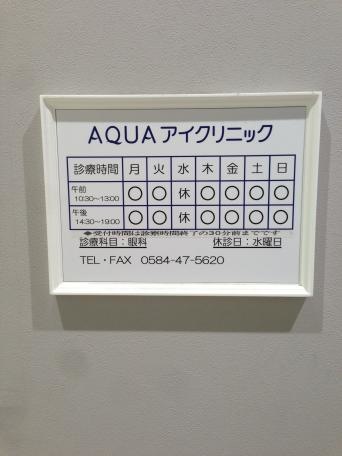 AQUAアイクリニック
診療時間 月 火 水 木 金 土 日
午前 10:30～13:00 ○ ○ 休 ○ ○ ○ ○
午後 14:30～19:00 ○ ○ 休 ○ ○ ○ ○
◆受付時間は診療時間終了の30分前までです
診療科目：眼科 休診日：水曜日
TEL・FAX 0584-47-5620